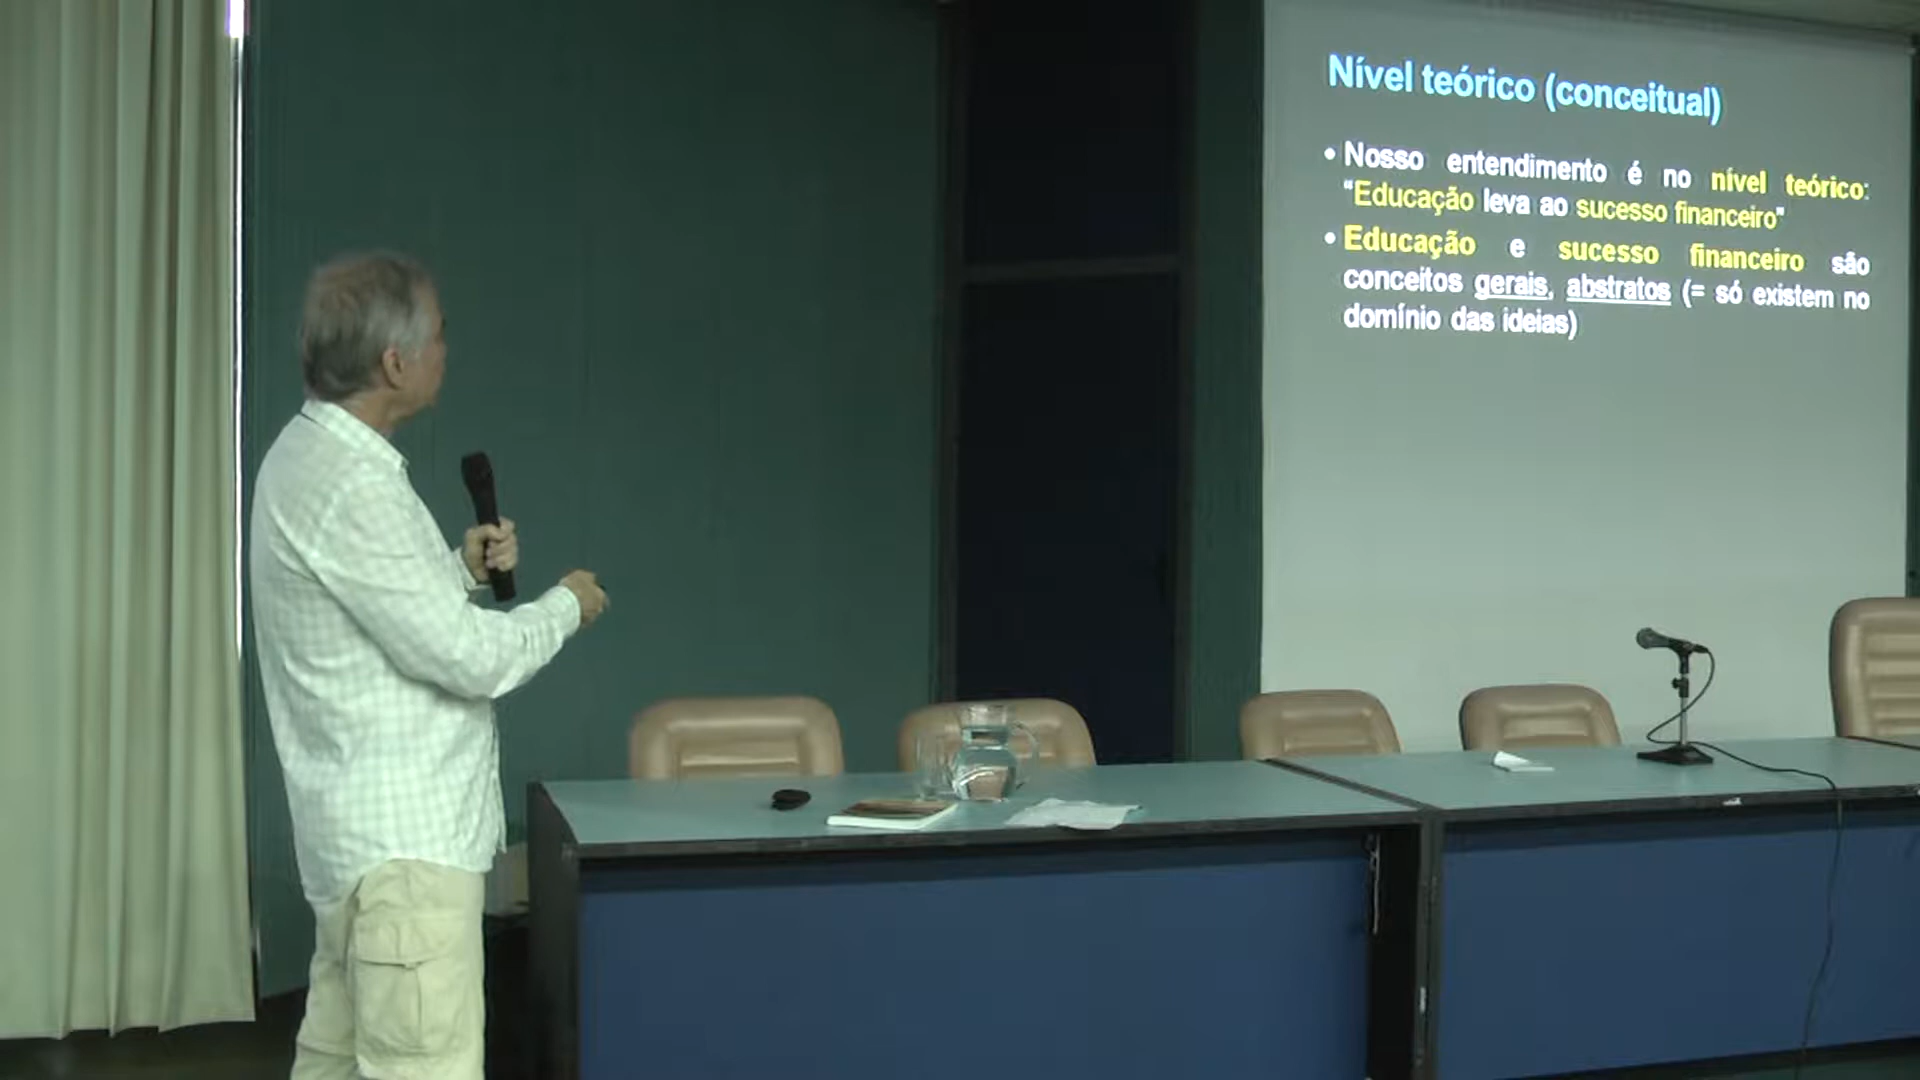 Nível teórico (conceitual)
• Nosso entendimento é no nível teórico:
"Educação leva ao sucesso financeiro"
• Educação e sucesso financeiro são
conceitos gerais, abstratos (= só existem no
domínio das ideias)